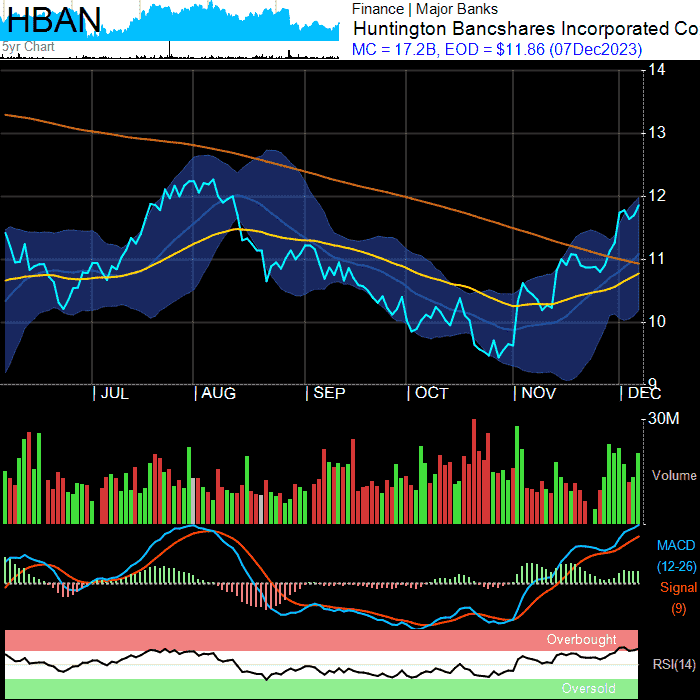 HBAN
5yr Chart
Finance | Major Banks
Huntington Bancshares Incorporated Co
MC = 17.2B, EOD = $11.86 (07Dec2023)
14
13
12
11
10
9
JUL
AUG
SEP
OCT
NOV
DEC
30M
Volume
MACD
(12-26)
Signal
(9)
Overbought
RSI(14)
Oversold